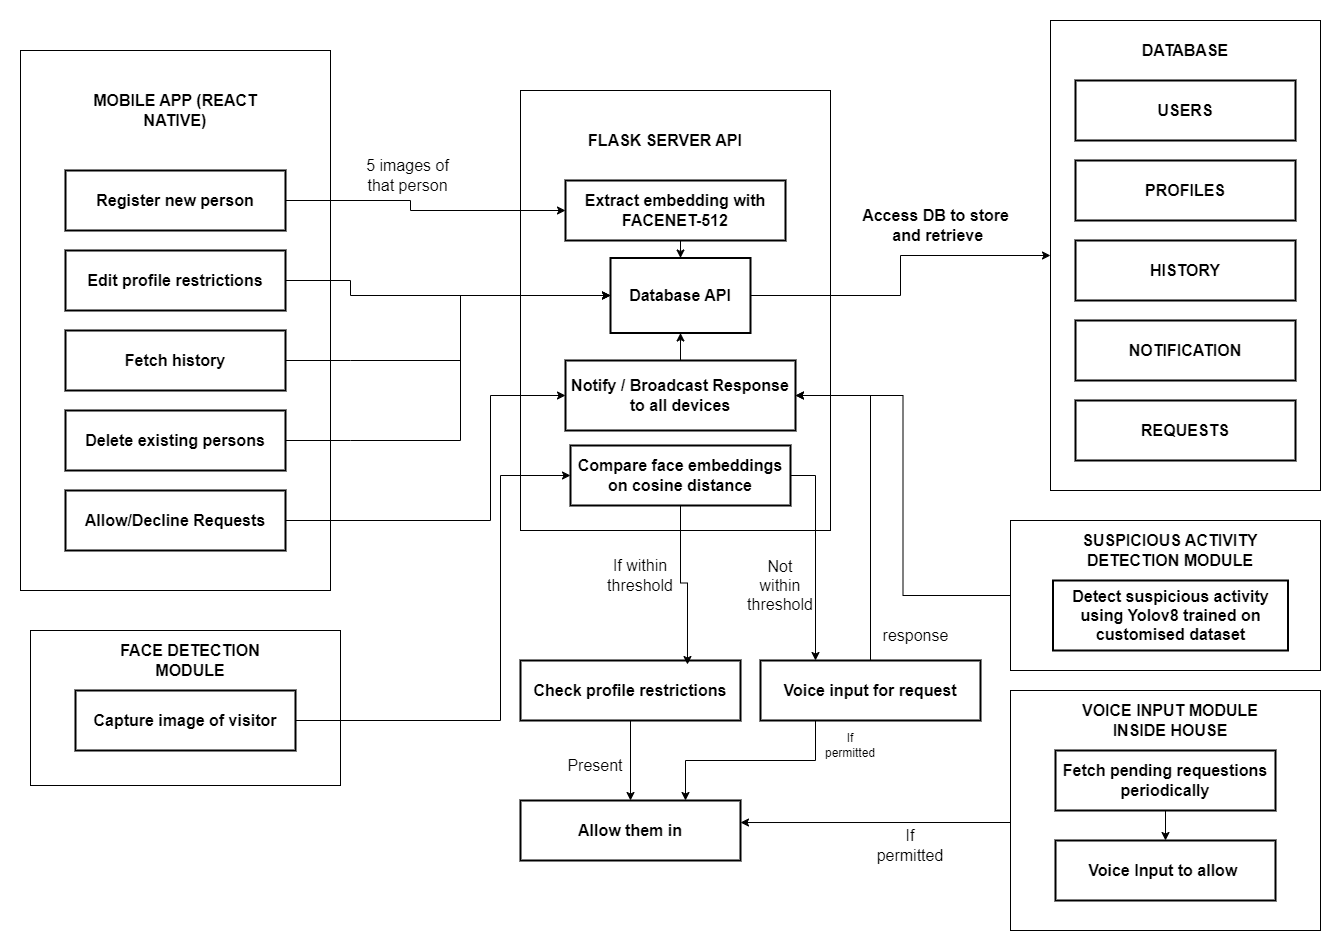 MOBILE APP (REACT
NATIVE)
Register new person
Edit profile restrictions
Fetch history
Delete existing persons
Allow/Decline Requests
5 images of
that person
FLASK SERVER API
Extract embedding with
FACENET-512
Database API
Notify / Broadcast Response
to all devices
Compare face embeddings
on cosine distance
Access DB to store
and retrieve
DATABASE
USERS
PROFILES
HISTORY
NOTIFICATION
REQUESTS
SUSPICIOUS ACTIVITY
DETECTION MODULE
Detect suspicious activity
using Yolov8 trained on
customised dataset
FACE DETECTION
MODULE
Capture image of visitor
If within
threshold
Not
within
threshold
response
Check profile restrictions
Voice input for request
Present
If
permitted
Allow them in
If
permitted
VOICE INPUT MODULE
INSIDE HOUSE
Fetch pending requestions
periodically
Voice Input to allow